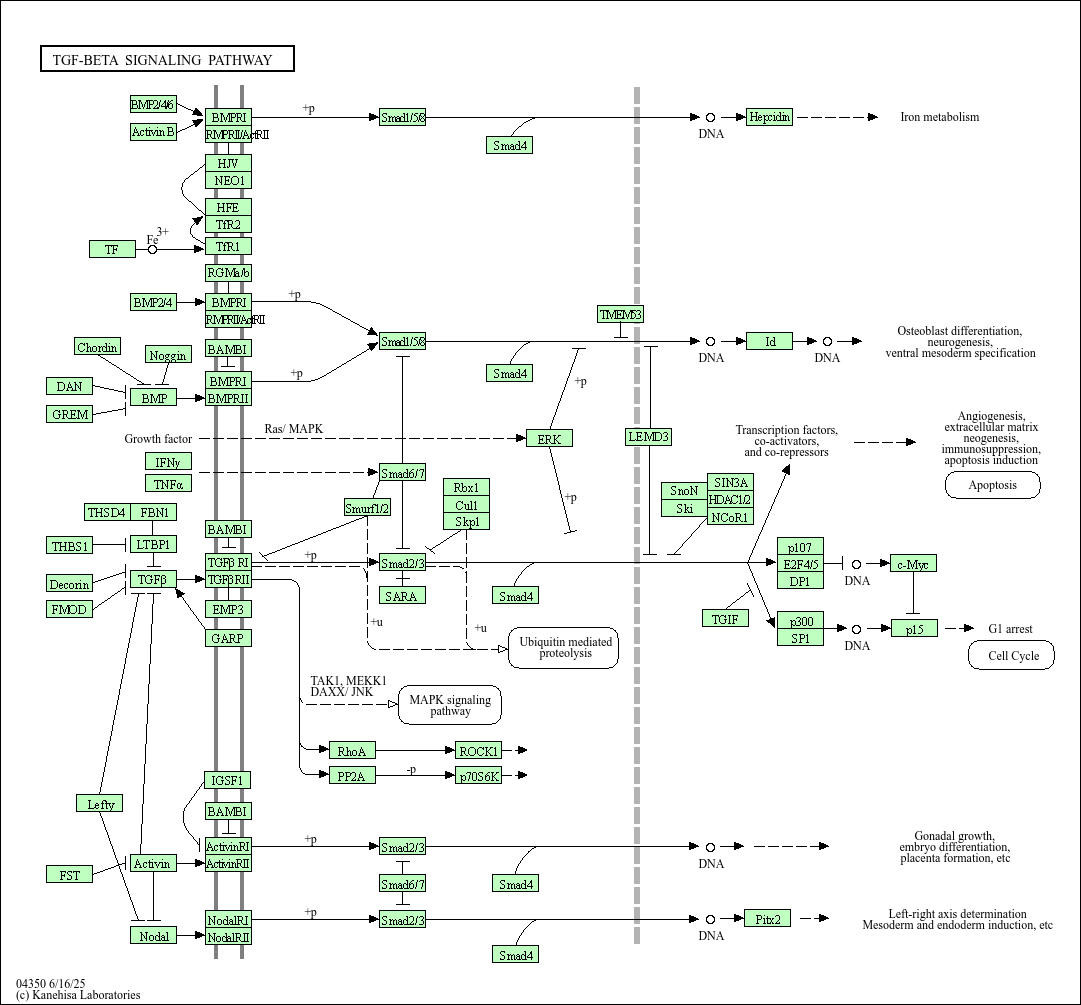 TGF-BETA SIGNALING PATHWAY
BMP2/4/6
Activin B
BMPRI
BMPRII/ActRII
+p
Smad1/5/8
Smad4
DNA
Hepcidin
Iron metabolism
HJV
NEO1
HFE
TfR2
TfR1
TF
Fe 3+
RGMa/b
BMP2/4
BMPRI
BMPRII/ActRII
+p
Smad1/5/8
Smad4
TMEM53
DNA
Id
DNA
Osteoblast differentiation,
neurogenesis,
ventral mesoderm specification
Chordin
Noggin
DAN
GREM
BMP
BAMBI
BMPRI
BMPRII
+p
+p
Growth factor
Ras/ MAPK
ERK
LEMD3
Transcription factors,
co-activators,
and co-repressors
Angiogenesis,
extracellular matrix
neogenesis,
immunosuppression,
apoptosis induction
Apoptosis
IFNγ
TNFα
Smad6/7
Smurf1/2
Rbx1
Cul1
Skp1
+p
SnoN
Ski
SIN3A
HDAC1/2
NCoR1
THSD4
FBN1
THBS1
LTBP1
Decorin
FMOD
TGFβ
BAMBI
TGFβ RI
TGFβRII
EMP3
GARP
+p
Smad2/3
SARA
Smad4
p107
E2F4/5
DP1
DNA
c-Myc
TGIF
p300
SP1
DNA
p15
G1 arrest
Cell Cycle
+u
+u
Ubiquitin mediated
proteolysis
TAK1, MEKK1
DAXX/ JNK
MAPK signaling
pathway
RhoA
ROCK1
PP2A
-p
p70S6K
IGSF1
Lefty
BAMBI
FST
Activin
ActivinRI
ActivinRII
+p
Smad2/3
Smad4
DNA
Gonadal growth,
embryo differentiation,
placenta formation, etc
Smad6/7
Nodal
NodalRI
NodalRII
+p
Smad2/3
Smad4
DNA
Pitx2
Left-right axis determination
Mesoderm and endoderm induction, etc
04350 6/16/25
(c) Kanehisa Laboratories